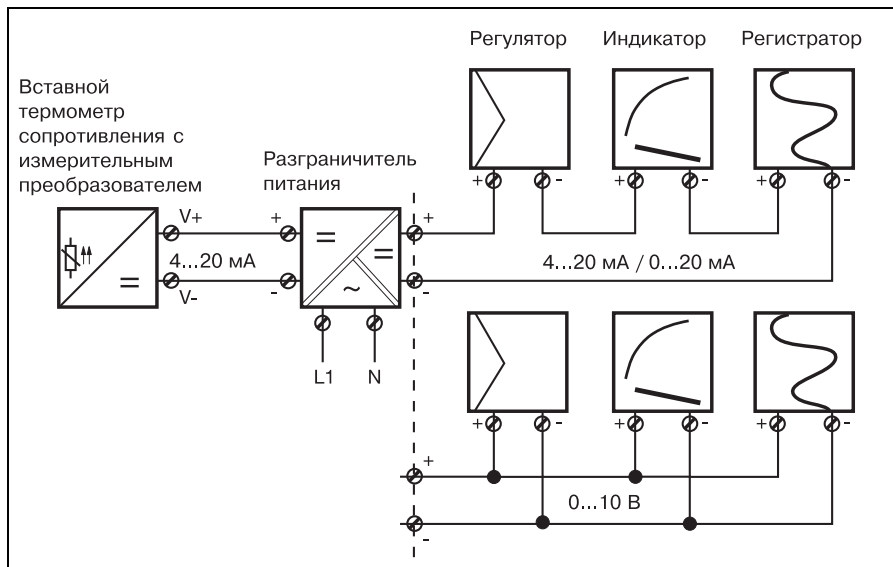 Регулятор
Индикатор
Регистратор
Вставной
термометр
сопротивления с
измерительным
преобразователем
Разграничитель
питания
+
-
+
-
+
-
V+
+
+
4...20 мА
4...20 мА / 0...20 мА
V-
-
-
~
L1
N
+
-
+
-
+
-
+
0...10 В
-